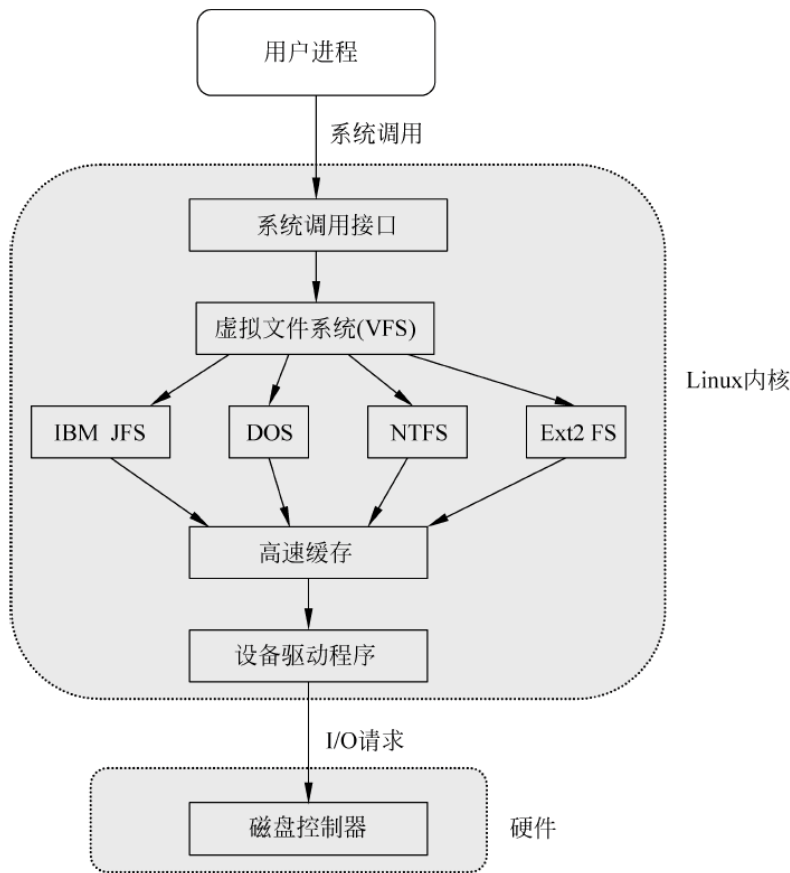 用户进程
系统调用
系统调用接口
虚拟文件系统(VFS)
Linux内核
IBM JFS
DOS
NTFS
Ext2 FS
高速缓存
设备驱动程序
I/O请求
磁盘控制器
硬件